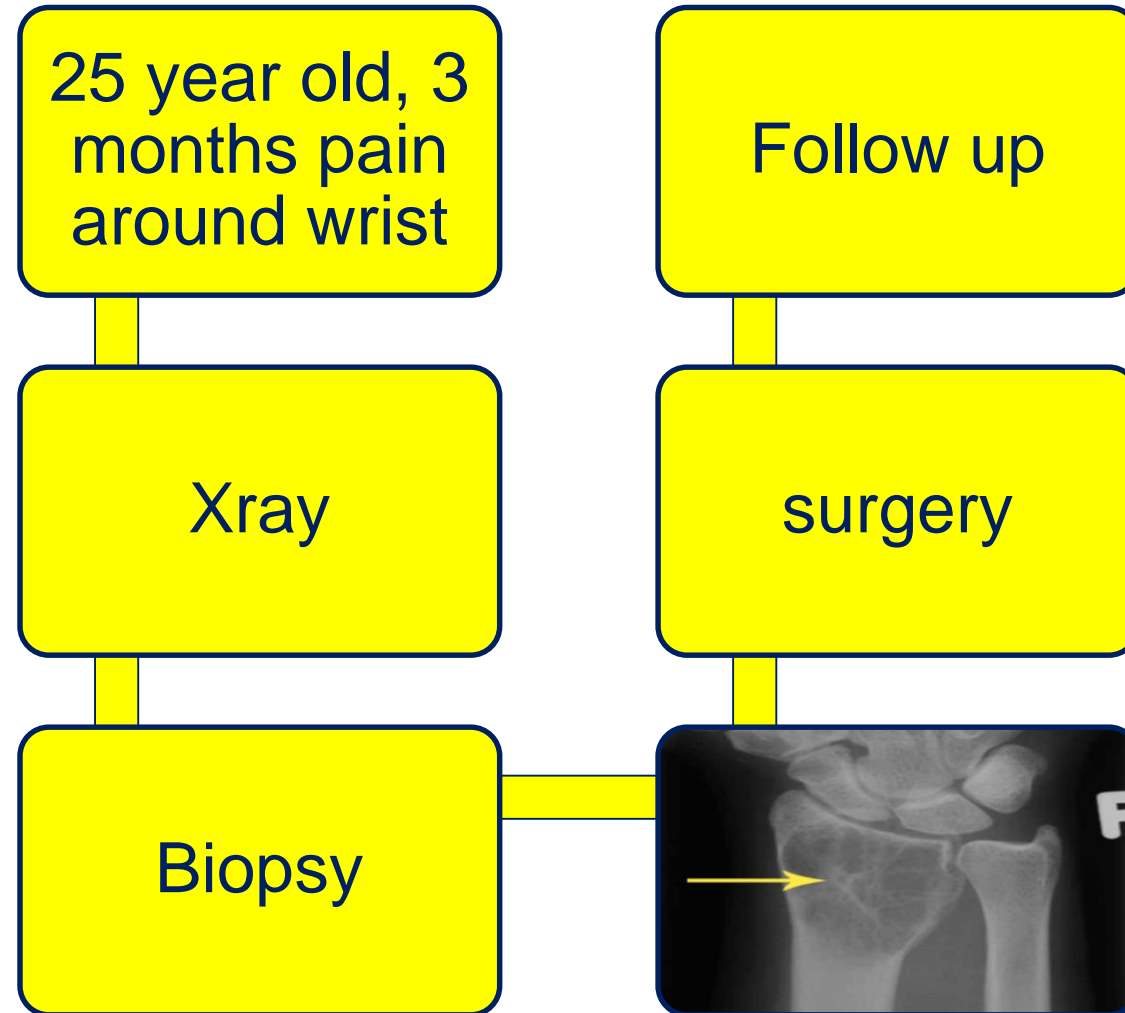 25 year old, 3
months pain
around wrist
Xray
Biopsy
surgery
Follow up